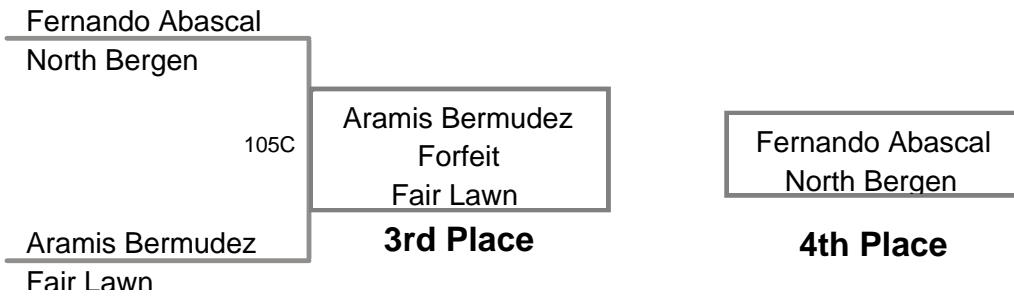 Fernando Abascal
North Bergen
105C
Aramis Bermudez
Forfeit
Fair Lawn
3rd Place
Fernando Abascal
North Bergen
4th Place
Aramis Bermudez
Fair Lawn